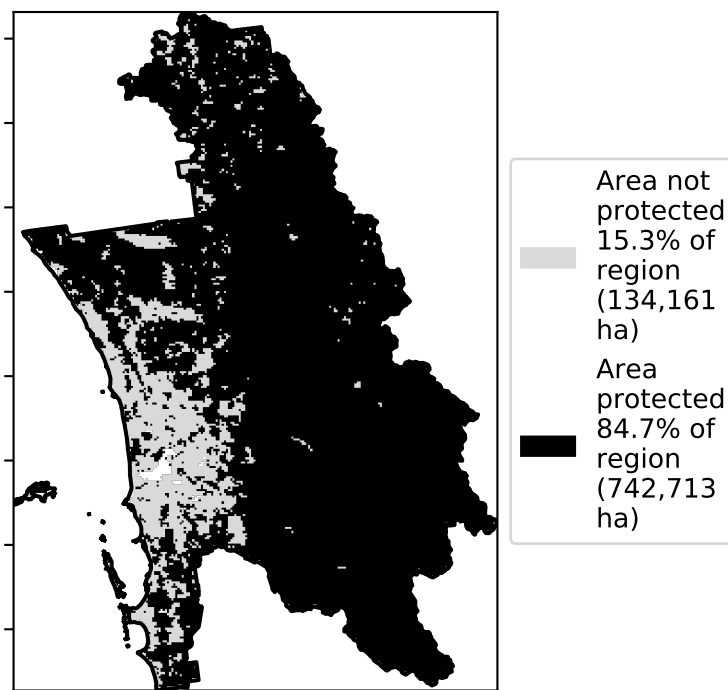 Area not
protected
15.3% of
region
(134,161
ha)
Area
protected
84.7% of
region
(742,713
ha)